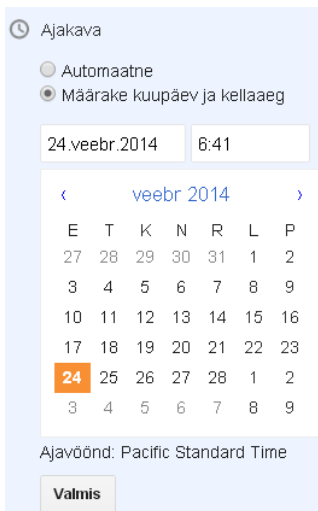 Ajakava
Automaatne
Määrake kuupäev ja kellaaeg
24.veebr.2014 6:41
‹ veebr 2014 ›
E T K N R L P
27 28 29 30 31 1 2
3 4 5 6 7 8 9
10 11 12 13 14 15 16
17 18 19 20 21 22 23
24 25 26 27 28 1 2
3 4 5 6 7 8 9
Ajavöönd: Pacific Standard Time
Valmis